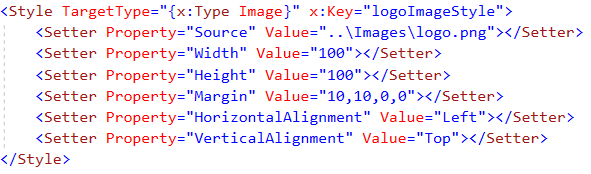 <Style TargetType="{x:Type Image}" x:Key="logoImageStyle">
<Setter Property="Source" Value="..\Images\logo.png"></Setter>
<Setter Property="Width" Value="100"></Setter>
<Setter Property="Height" Value="100"></Setter>
<Setter Property="Margin" Value="10,10,0,0"></Setter>
<Setter Property="HorizontalAlignment" Value="Left"></Setter>
<Setter Property="VerticalAlignment" Value="Top"></Setter>
</Style>